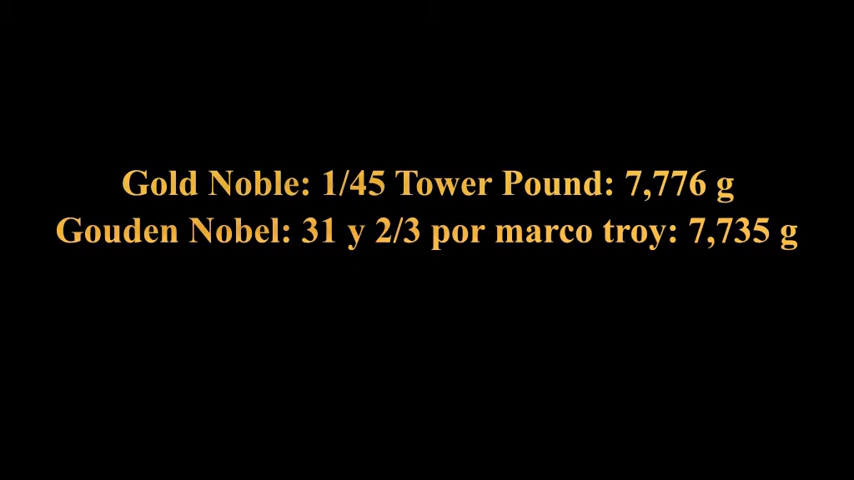 Gold Noble: 1/45 Tower Pound: 7,776 g
Gouden Nobel: 31 y 2/3 por marco troy: 7,735 g